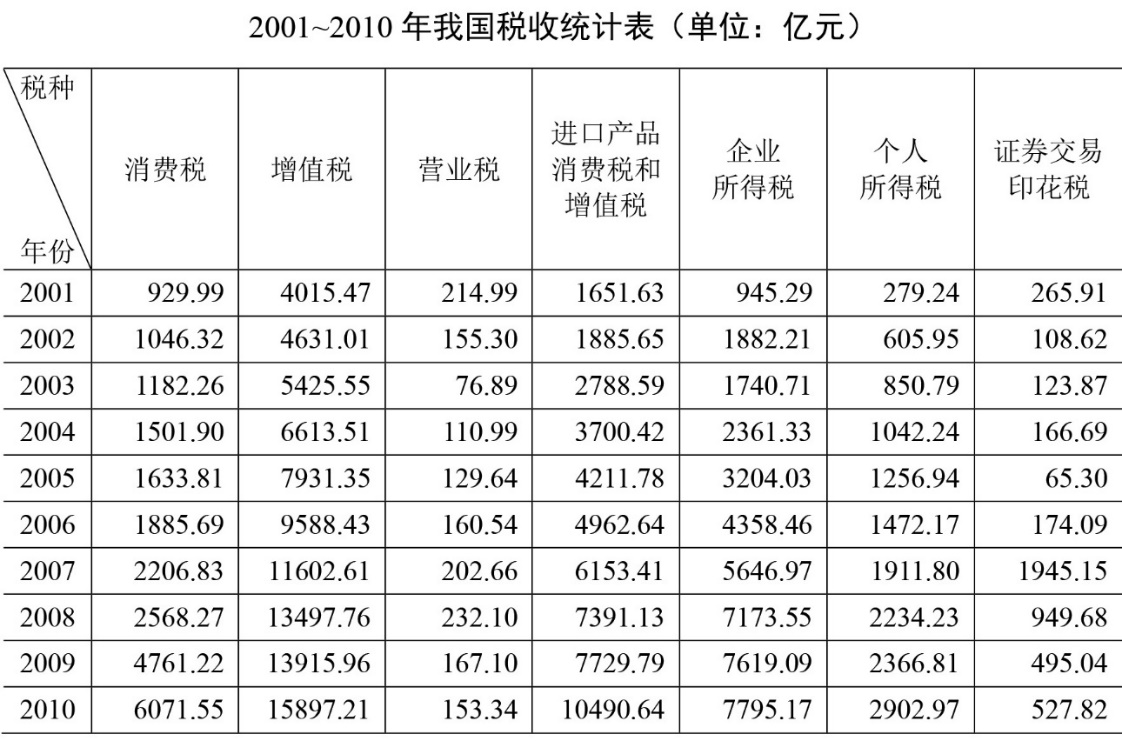 2001~2010 年我国税收统计表（单位：亿元）
税种
年份
消费税 增值税 营业税 进口产品消费税和增值税 企业所得税 个人所得税 证券交易印花税
2001 929.99 4015.47 214.99 1651.63 945.29 279.24 265.91
2002 1046.32 4631.01 155.30 1885.65 1882.21 605.95 108.62
2003 1182.26 5425.55 76.89 2788.59 1740.71 850.79 123.87
2004 1501.90 6613.51 110.99 3700.42 2361.33 1042.24 166.69
2005 1633.81 7931.35 129.64 4211.78 3204.03 1256.94 65.30
2006 1885.69 9588.43 160.54 4962.64 4358.46 1472.17 174.09
2007 2206.83 11602.61 202.66 6153.41 5646.97 1911.80 1945.15
2008 2568.27 13497.76 232.10 7391.13 7173.55 2234.23 949.68
2009 4761.22 13915.96 167.10 7729.79 7619.09 2366.81 495.04
2010 6071.55 15897.21 153.34 10490.64 7795.17 2902.97 527.82